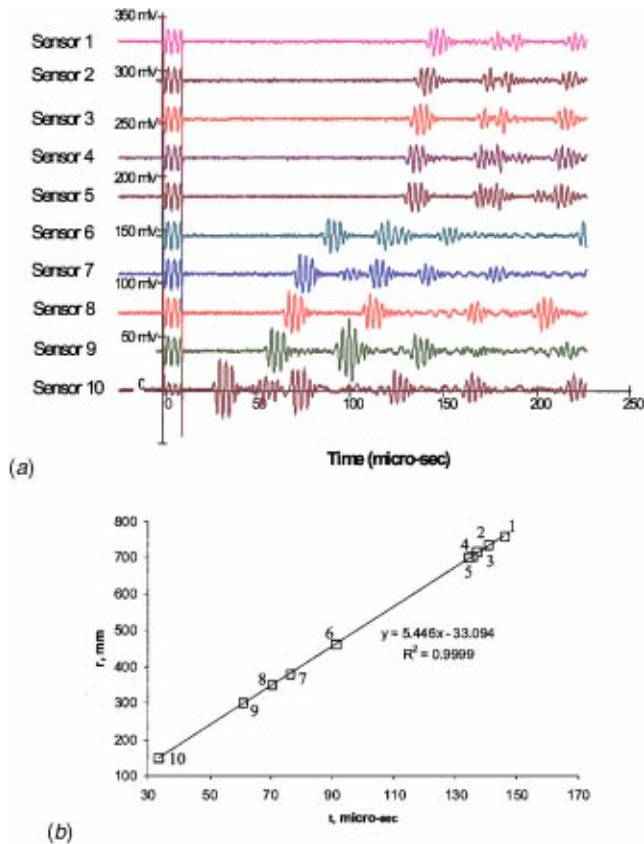 350 mV
Sensor 1
Sensor 2
300 mV
Sensor 3
250 mV
Sensor 4
200 mV
Sensor 5
Sensor 6
150 mV
Sensor 7
100 mV
Sensor 8
50 mV
Sensor 9
Sensor 10
0 50 100 150 200 250
Time (micro-sec)
(a)
800
700
600
500
400
300
200
100
r, mm
1
2
3
4
5
6
y = 5.446x - 33.094
R² = 0.9999
7
8
9
10
30 50 70 90 110 130 150 170
t, micro-sec
(b)